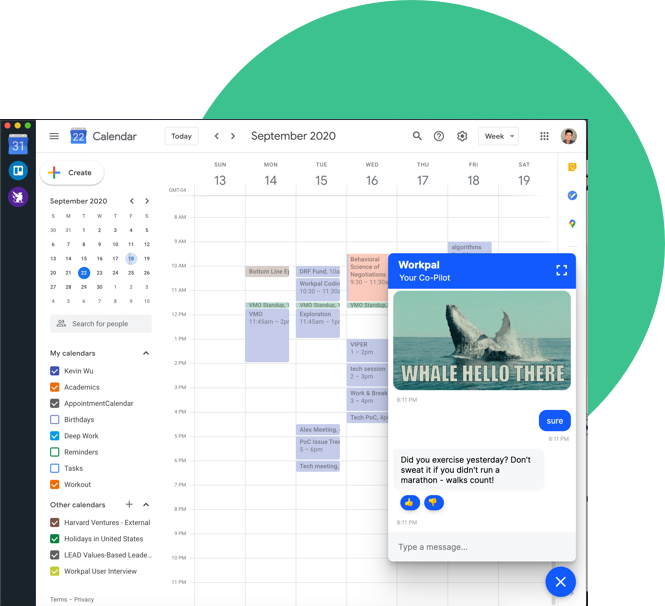 31
22
Calendar
Today
September 2020
Week
Create
September 2020
S M T W T F S
30 31 1 2 3 4 5
6 7 8 9 10 11 12
13 14 15 16 17 18 19
20 21 22 23 24 25 26
27 28 29 30 1 2 3
4 5 6 7 8 9 10
Search for people
My calendars
Kevin Wu
Academics
AppointmentCalendar
Birthdays
Deep Work
Reminders
Tasks
Workout
Other calendars
Harvard Ventures - External
Holidays in United States
LEAD Values-Based Leade...
Workpal User Interview
Terms – Privacy
SUN MON TUE WED THU FRI SAT
13 14 15 16 17 18 19
GMT-04
8 AM
9 AM
10 AM
11 AM
12 PM
1 PM
2 PM
3 PM
4 PM
5 PM
6 PM
7 PM
8 PM
9 PM
10 PM
11 PM
Bottom Line Ep
VMO Standup, 1
VMO
11:45am – 2p
DRF Fund, 10a
Workpal Codin
10:30 – 11:30a
VMO Standup, 1
Exploration
11:45am – 1p
Alex Meeting,
PoC issue Tree
5 – 6pm
Tech meeting,
Behavioral
Science of
Negotiations
9:30 – 11:30a
VMO Standup, 1
VIPER
1 – 2pm
tech session
2 – 3pm
Work & Break
3 – 4pm
Tech PoC, 4p
algorithms
Workpal
Your Co-Pilot
WHALE HELLO THERE
8:11 PM
sure
8:11 PM
Did you exercise yesterday? Don't
sweat it if you didn't run a
marathon - walks count!
8:11 PM
Type a message...